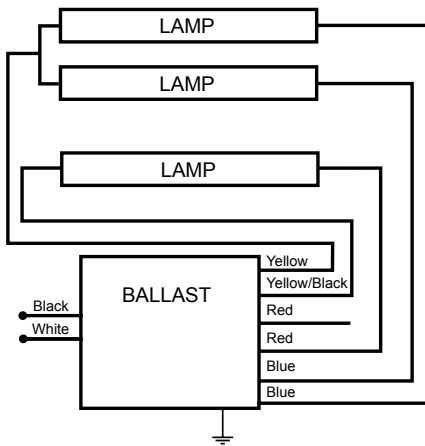 LAMP
LAMP
LAMP
Yellow
Yellow/Black
BALLAST
Black
Red
White
Red
Blue
Blue